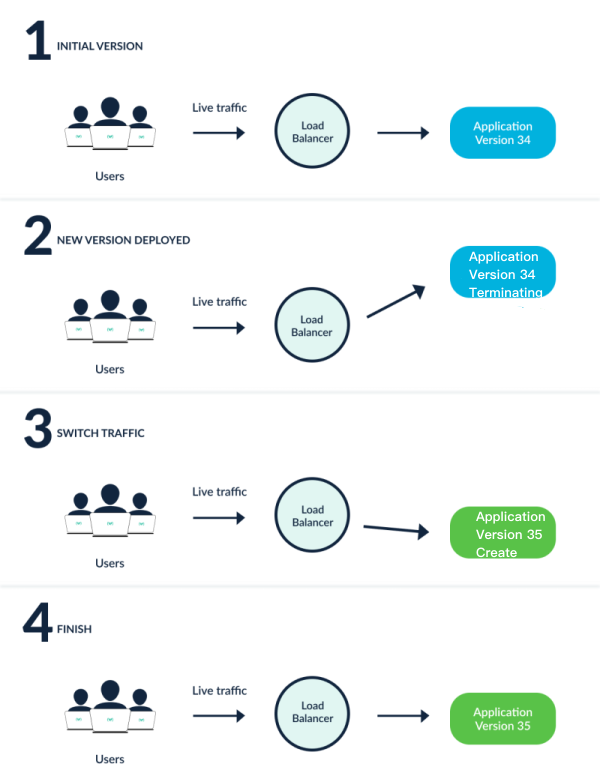 1 INITIAL VERSION
Live traffic
Load
Balancer
Application
Version 34
Users
2 NEW VERSION DEPLOYED
Application
Version 34
Terminating
Live traffic
Load
Balancer
Users
3 SWITCH TRAFFIC
Live traffic
Load
Balancer
Application
Version 35
Create
Users
4 FINISH
Live traffic
Load
Balancer
Application
Version 35
Users